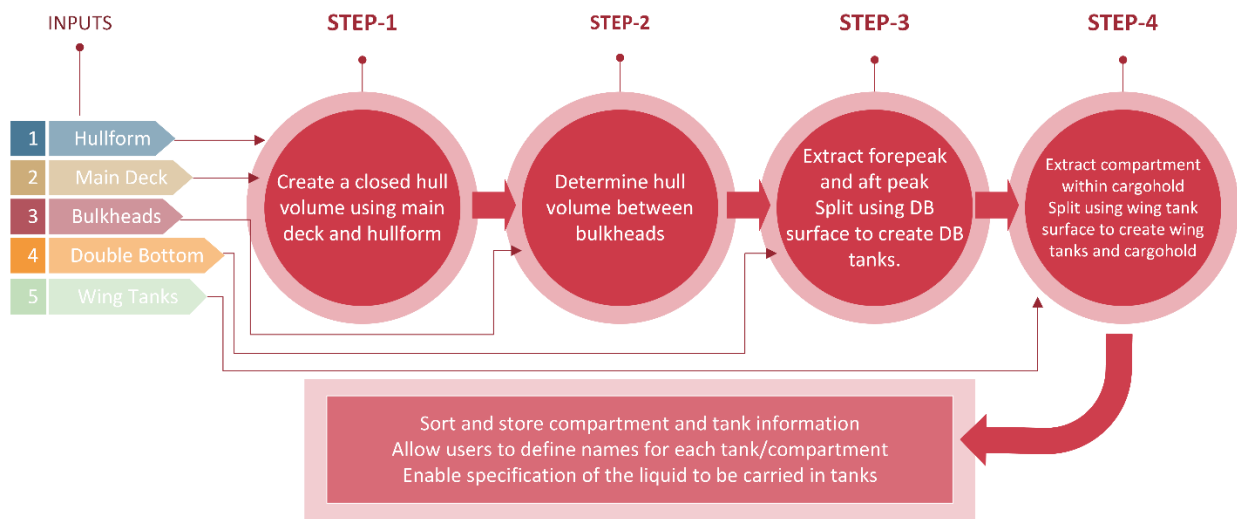 INPUTS
STEP-1
STEP-2
STEP-3
STEP-4
1 Hullform
2 Main Deck
3 Bulkheads
4 Double Bottom
5 Wing Tanks
Create a closed hull
volume using main
deck and hullform
Determine hull
volume between
bulkheads
Extract forepeak
and aft peak
Split using DB
surface to create DB
tanks.
Extract compartment
within cargohold
Split using wing tank
surface to create wing
tanks and cargohold
Sort and store compartment and tank information
Allow users to define names for each tank/compartment
Enable specification of the liquid to be carried in tanks